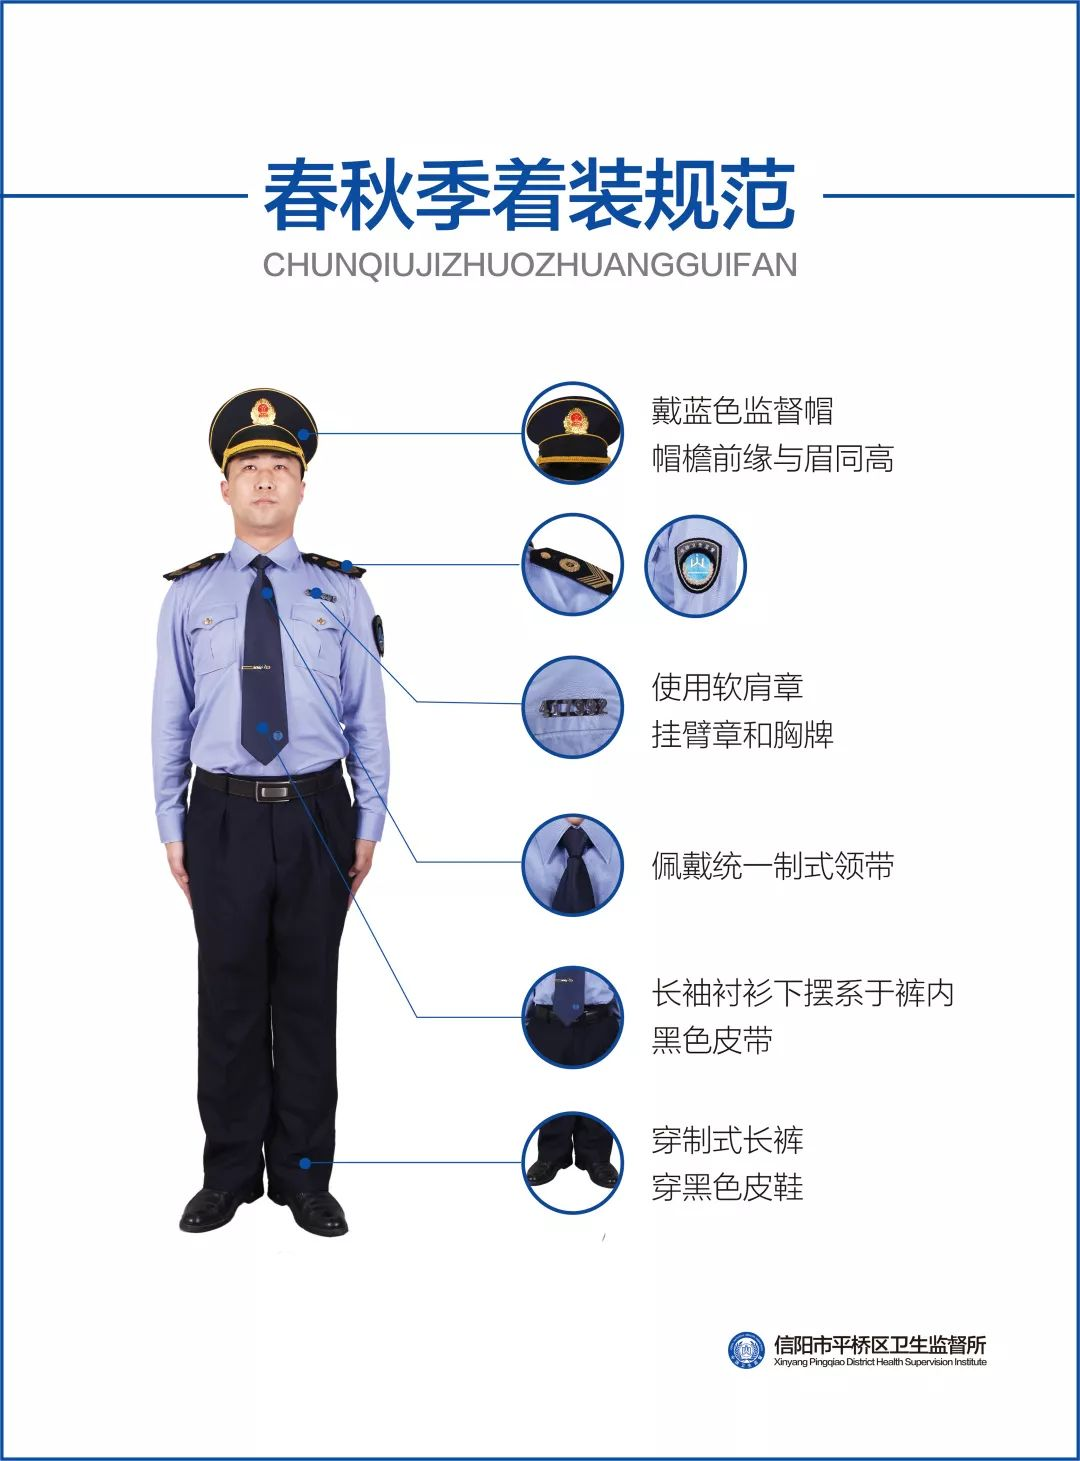 春秋季着装规范
CHUNQIUJIZHUOZHUANGGUIFAN
戴蓝色监督帽
帽檐前缘与眉同高
使用软肩章
挂臂章和胸牌
佩戴统一制式领带
长袖衬衫下摆系于裤内
黑色皮带
穿制式长裤
穿黑色皮鞋
信阳市平桥区卫生监督所
Xinyang Pingqiao District Health Supervision Institute